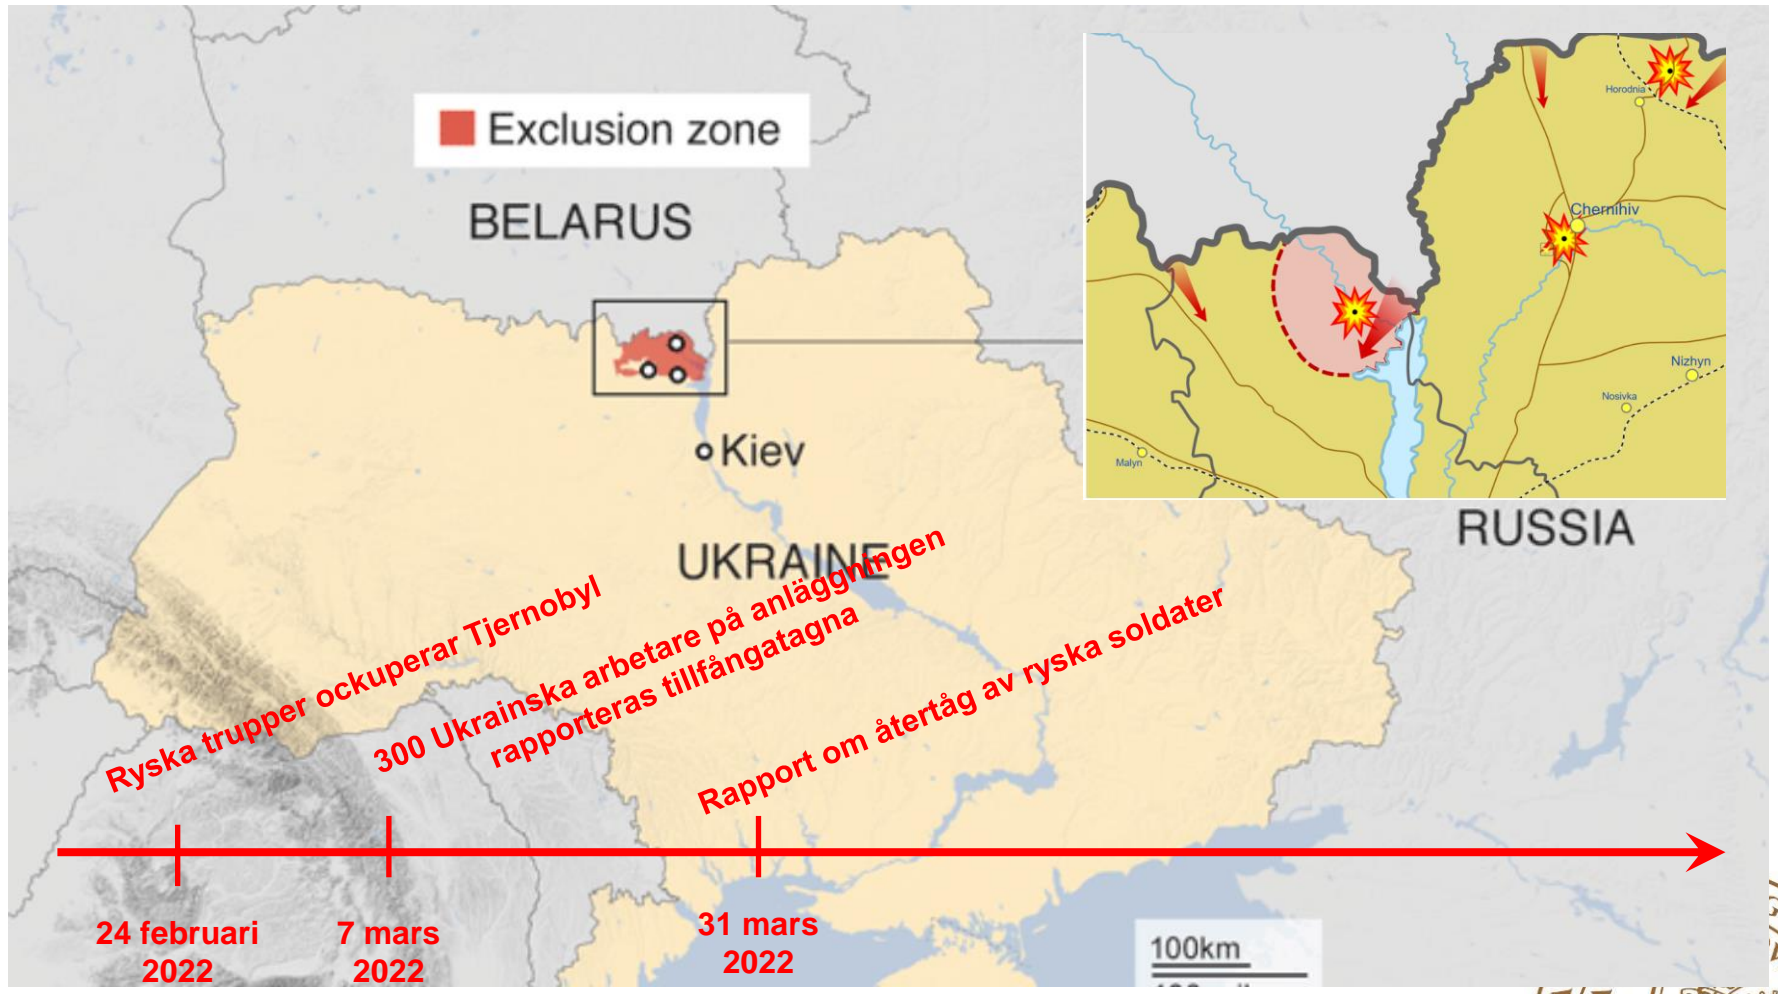 Exclusion zone
BELARUS
Horodnia
Chernihiv
Nizhyn
Nosivka
Malyn
Kiev
UKRAINE
RUSSIA
Ryska trupper ockuperar Tjernobyl
300 Ukrainska arbetare på anläggningen
rapporteras tillfångatagna
Rapport om återtåg av ryska soldater
24 februari
2022
7 mars
2022
31 mars
2022
100km